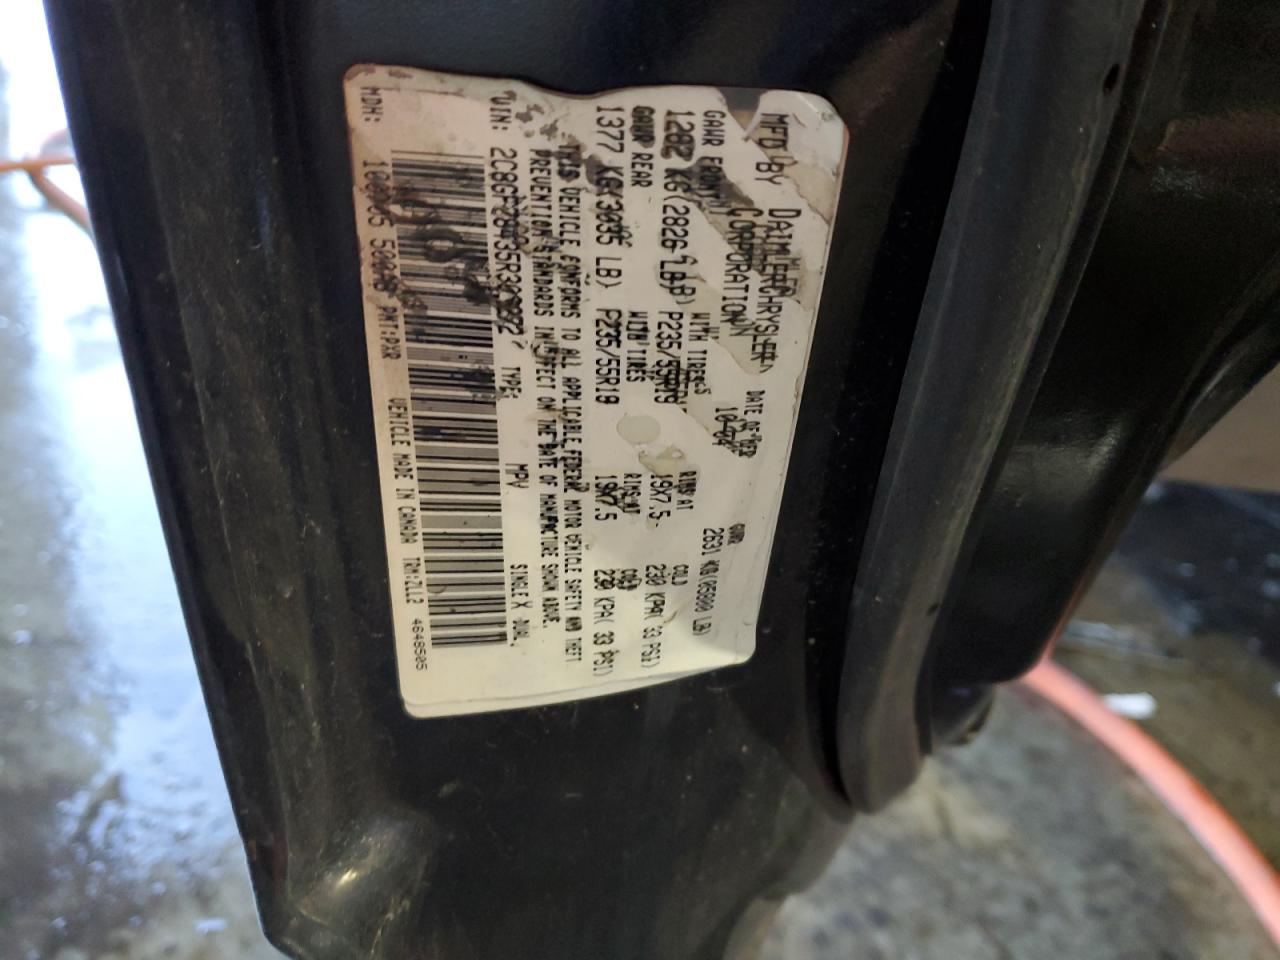 MFD BY DAIMLERCHRYSLER CORPORATION
DATE OF MFR 10-04
GVWR 2631 KG(05800 LB)
GAWR FRONT WITH TIRES RIMS AT COLD
1282 KG(2826 LB) P235/55R19 19X7.5 230 KPA( 33 PSI)
GAWR REAR WITH TIRES RIMS AT COLD
1377 KG(3035 LB) P235/55R19 19X7.5 230 KPA( 33 PSI)
THIS VEHICLE CONFORMS TO ALL APPLICABLE FEDERAL MOTOR VEHICLE SAFETY AND THEFT
PREVENTION STANDARDS IN EFFECT ON THE DATE OF MANUFACTURE SHOWN ABOVE.
VIN: TYPE: MPV SINGLE X DUAL
MDH: PNT:PXR VEHICLE MADE IN CANADA TRM:ZLL2 4648505